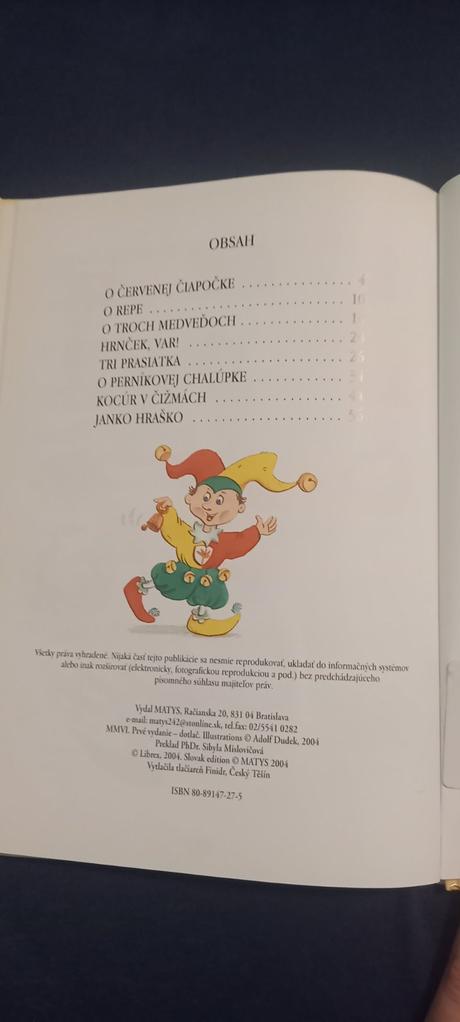 OBSAH
O ČERVENEJ ČIAPOČKE . . . . . . . . . . . . . . . 4
O REPE . . . . . . . . . . . . . . . . . . . . . . . . . . .
O TROCH MEDVEĎOCH . . . . . . . . . . . . . .
HRNČEK, VAR! . . . . . . . . . . . . . . . . . . . . .
TRI PRASIATKA . . . . . . . . . . . . . . . . . . . . .
O PERNÍKOVEJ CHALÚPKE . . . . . . . . . . . .
KOCÚR V ČIŽMÁCH . . . . . . . . . . . . . . . . .
JANKO HRAŠKO . . . . . . . . . . . . . . . . . . . .
Všetky práva vyhradené. Nijaká časť tejto publikácie sa nesmie reprodukovať, ukladať do informačných systémov
alebo inak rozširovať (elektronicky, fotografickou reprodukciou a pod.) bez predchádzajúceho
písomného súhlasu majiteľov práv.
Vydal MATYS, Račianska 20, 831 04 Bratislava
e-mail: matys242@stonline.sk, tel.fax: 02/5541 0282
MMVI. Prvé vydanie – dotlač. Illustrations © Adolf Dudek, 2004
Preklad PhDr. Sibyla Mislovičová
© Librex, 2004, Slovak edition © MATYS 2004
Vytlačila tlačiareň Finidr, Český Těšín
ISBN 80-89147-27-5